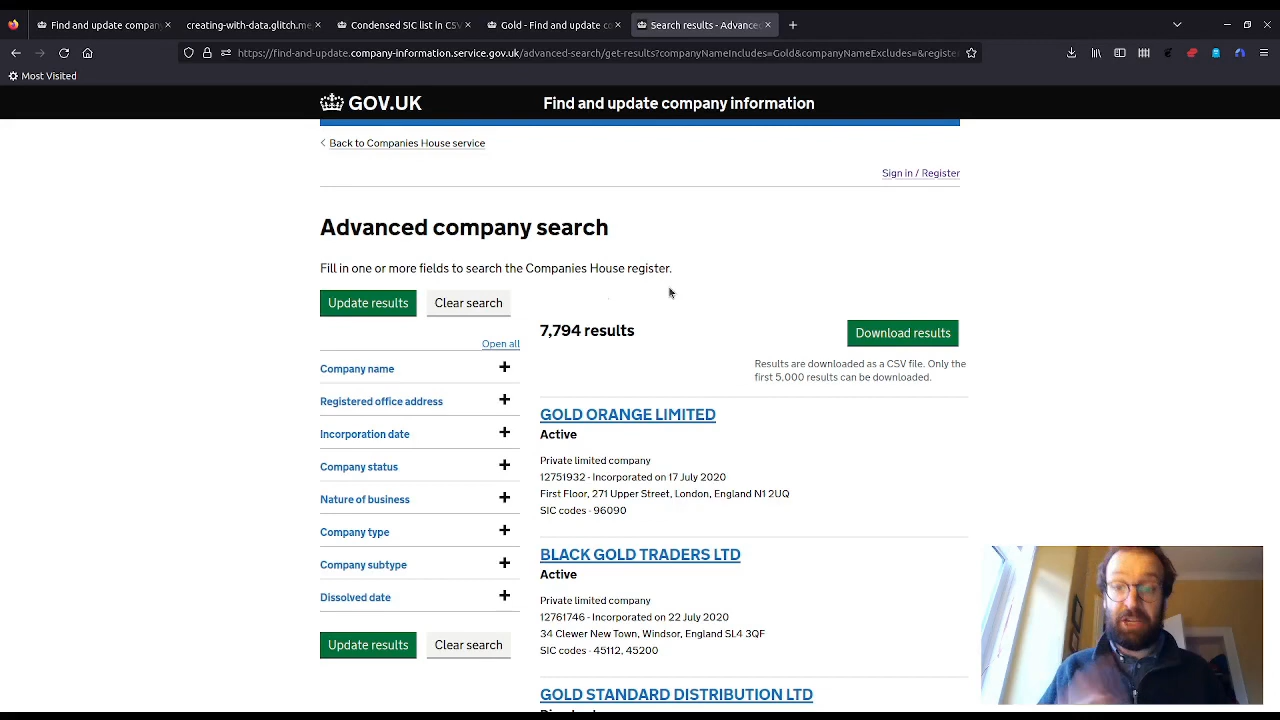 Find and update compan
creating-with-data.glitch.me
Condensed SIC list in CSV
Gold - Find and update co
Search results - Advance
https://find-and-update.company-information.service.gov.uk/advanced-search/get-results?companyNameIncludes=Gold&companyNameExcludes=&registe
Most Visited
GOV.UK
Find and update company information
Back to Companies House service
Sign in / Register
Advanced company search
Fill in one or more fields to search the Companies House register.
Update results
Clear search
7,794 results
Download results
Results are downloaded as a CSV file. Only the
first 5,000 results can be downloaded.
Open all
Company name
Registered office address
Incorporation date
Company status
Nature of business
Company type
Company subtype
Dissolved date
Update results
Clear search
GOLD ORANGE LIMITED
Active
Private limited company
12751932 - Incorporated on 17 July 2020
First Floor, 271 Upper Street, London, England N1 2UQ
SIC codes - 96090
BLACK GOLD TRADERS LTD
Active
Private limited company
12761746 - Incorporated on 22 July 2020
34 Clewer New Town, Windsor, England SL4 3QF
SIC codes - 45112, 45200
GOLD STANDARD DISTRIBUTION LTD